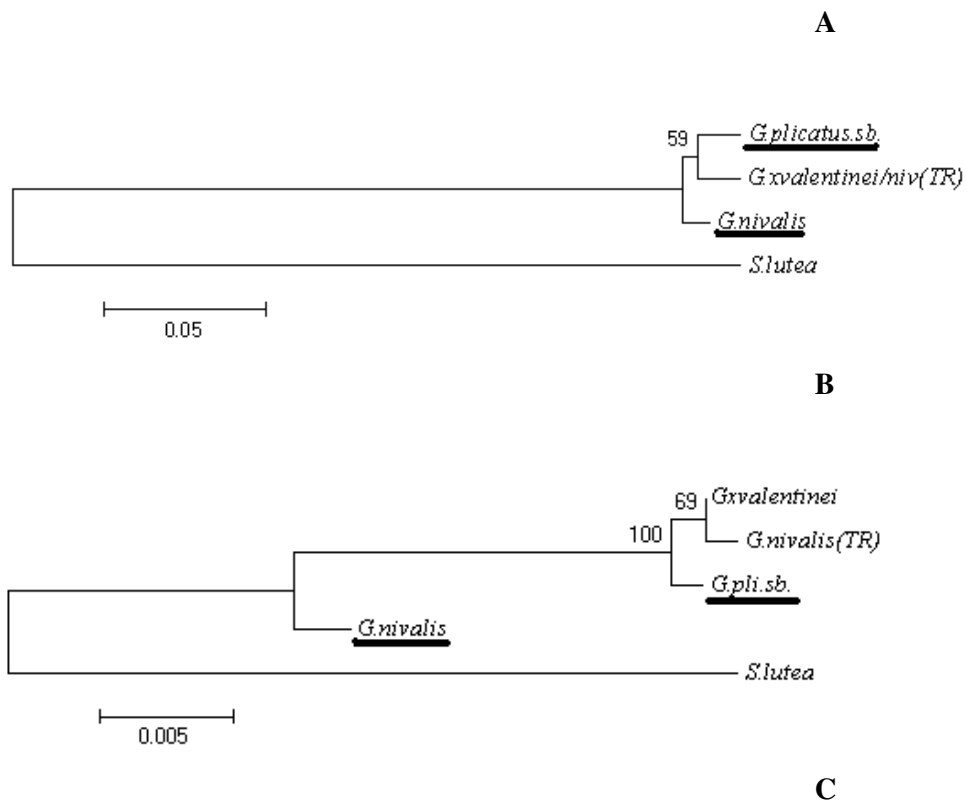 A
59
G.plicatus.sb.
G.xvalentinei/niv(TR)
G.nivalis
S.lutea
0.05
B
69
Gxvalentinei
100
G.nivalis(TR)
G.pli.sb.
G.nivalis
S.lutea
0.005
C